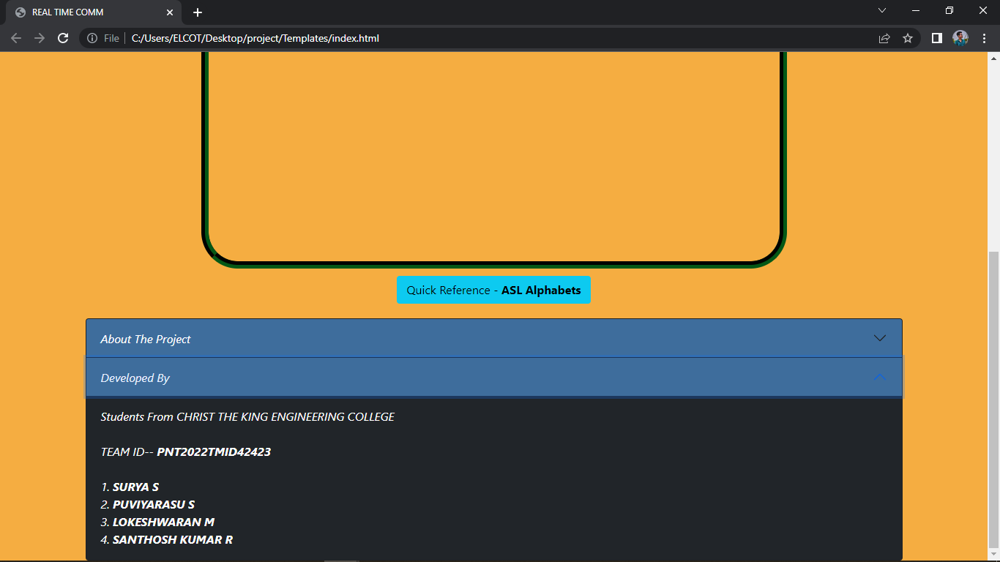 REAL TIME COMM
File
C:/Users/ELCOT/Desktop/project/Templates/index.html
Quick Reference - ASL Alphabets
About The Project
Developed By
Students From CHRIST THE KING ENGINEERING COLLEGE
TEAM ID-- PNT2022TMID42423
1. SURYA S
2. PUVIYARASU S
3. LOKESHWARAN M
4. SANTHOSH KUMAR R